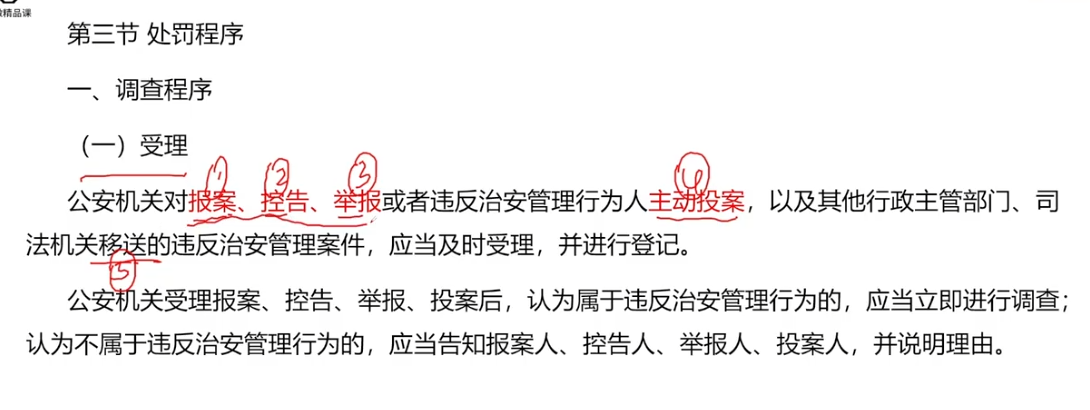 精品课
第三节 处罚程序
一、调查程序
（一）受理
① ② ③ ④
公安机关对报案、控告、举报或者违反治安管理行为人主动投案，以及其他行政主管部门、司
法机关移送的违反治安管理案件，应当及时受理，并进行登记。
⑤
公安机关受理报案、控告、举报、投案后，认为属于违反治安管理行为的，应当立即进行调查；
认为不属于违反治安管理行为的，应当告知报案人、控告人、举报人、投案人，并说明理由。